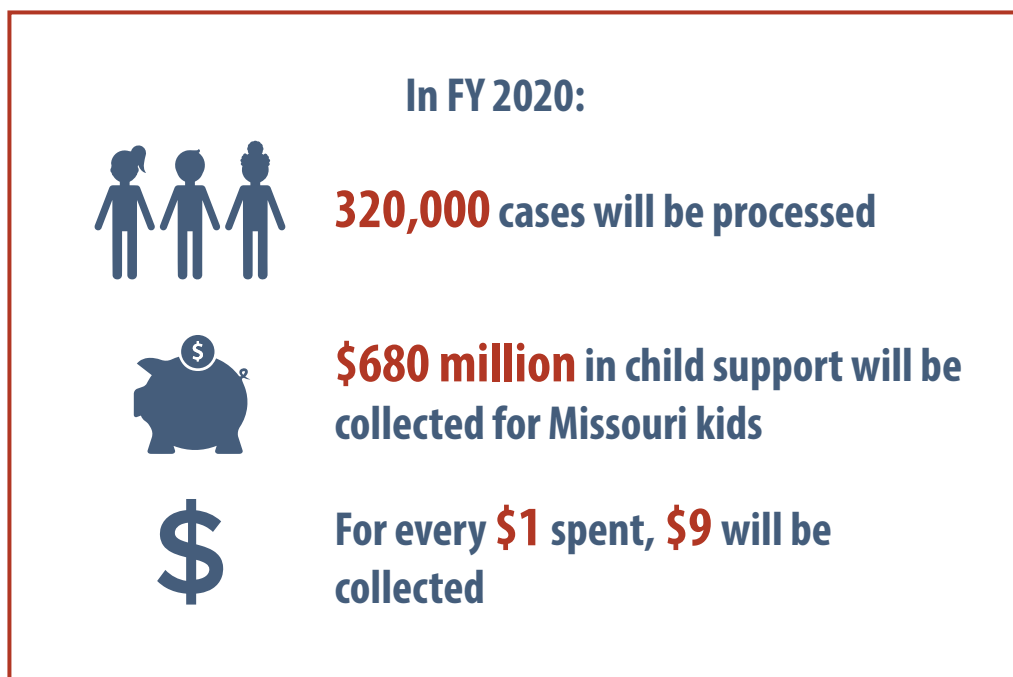 In FY 2020:
320,000 cases will be processed
$
$680 million in child support will be
collected for Missouri kids
$
For every $1 spent, $9 will be
collected